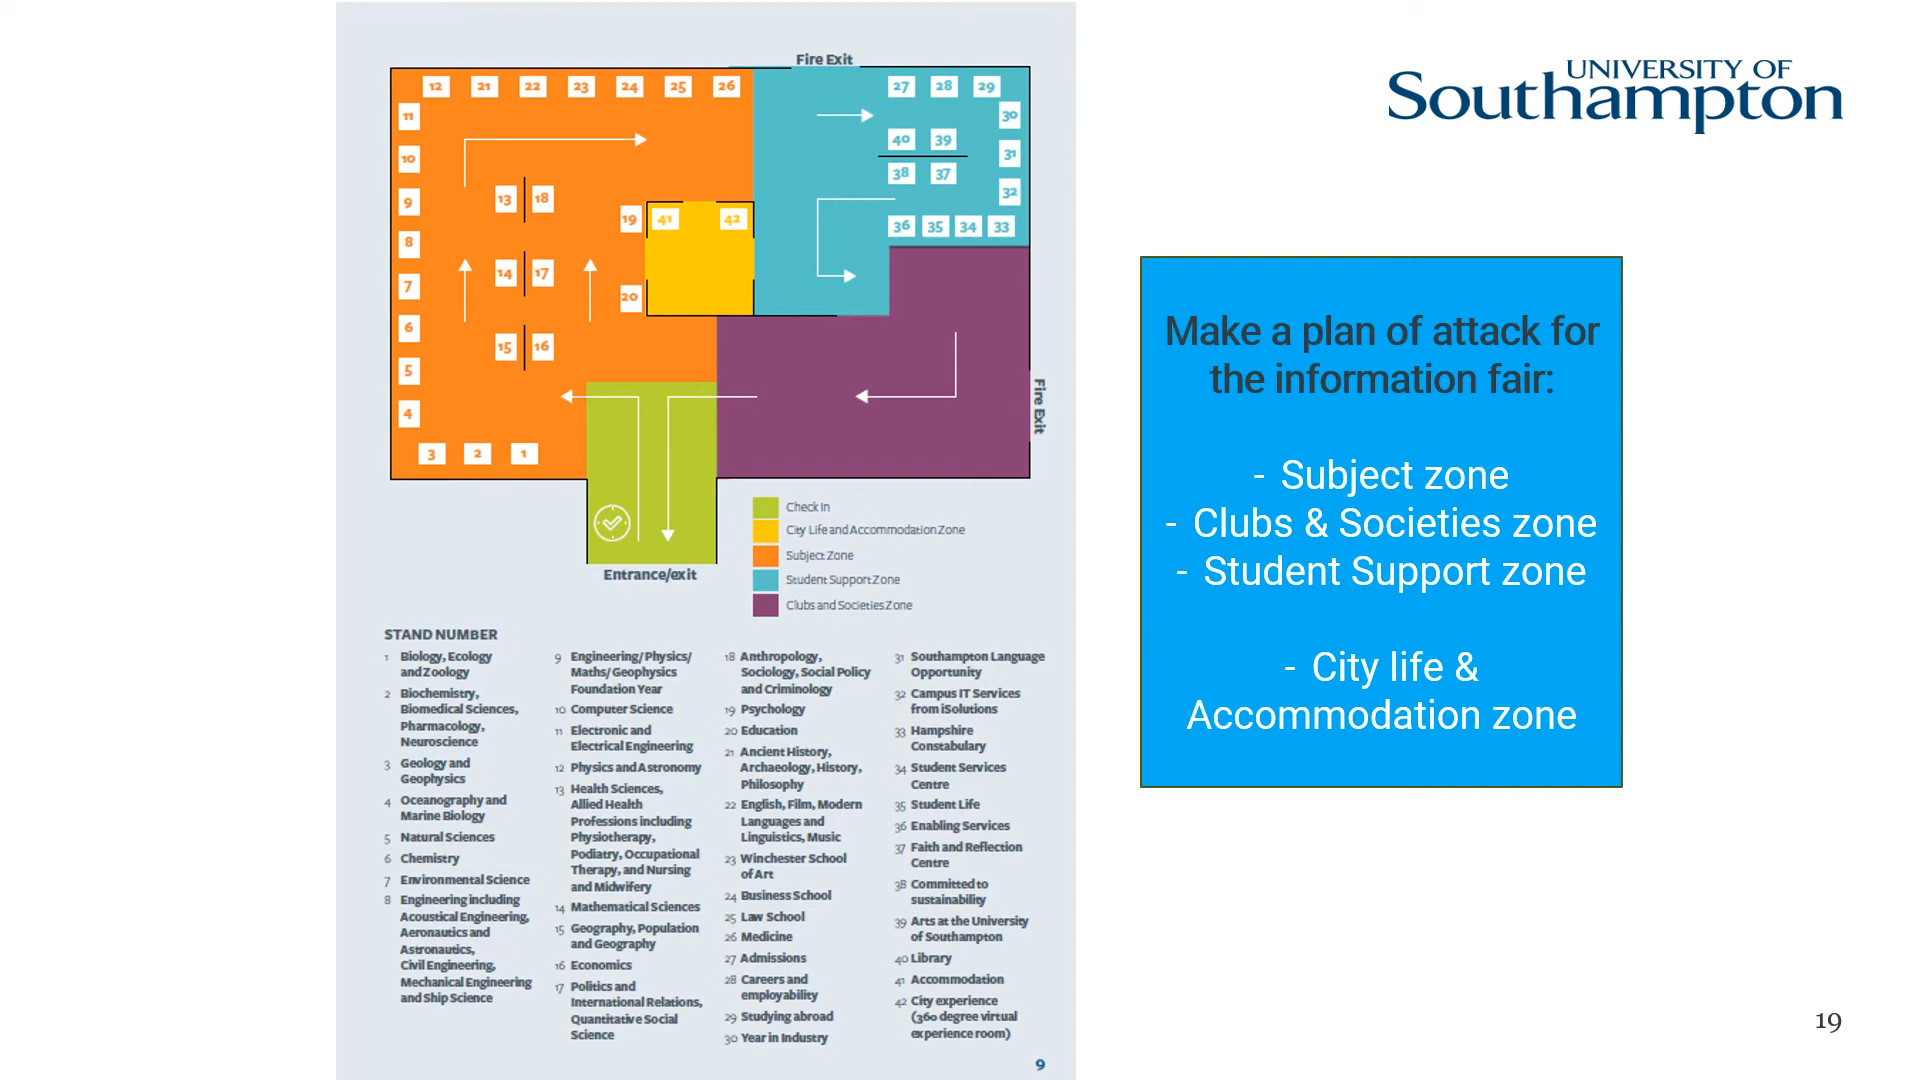 Fire Exit
12 21 22 23 24 25 26
27 28 29
11
30
10
40 39
31
9
13 18
38 37
32
8
19 41 42
36 35 34 33
14 17
7
20
6
15 16
5
4
Fire Exit
3 2 1
Entrance/exit
Check In
City Life and Accommodation Zone
Subject Zone
Student Support Zone
Clubs and Societies Zone
STAND NUMBER
1 Biology, Ecology
and Zoology
2 Biochemistry,
Biomedical Sciences,
Pharmacology,
Neuroscience
3 Geology and
Geophysics
4 Oceanography and
Marine Biology
5 Natural Sciences
6 Chemistry
7 Environmental Science
8 Engineering including
Acoustical Engineering,
Aeronautics and
Astronautics,
Civil Engineering,
Mechanical Engineering
and Ship Science
9 Engineering/Physics/
Maths/Geophysics
Foundation Year
10 Computer Science
11 Electronic and
Electrical Engineering
12 Physics and Astronomy
13 Health Sciences,
Allied Health
Professions including
Physiotherapy,
Podiatry, Occupational
Therapy, and Nursing
and Midwifery
14 Mathematical Sciences
15 Geography, Population
and Geography
16 Economics
17 Politics and
International Relations,
Quantitative Social
Science
18 Anthropology,
Sociology, Social Policy
and Criminology
19 Psychology
20 Education
21 Ancient History,
Archaeology, History,
Philosophy
22 English, Film, Modern
Languages and
Linguistics, Music
23 Winchester School
of Art
24 Business School
25 Law School
26 Medicine
27 Admissions
28 Careers and
employability
29 Studying abroad
30 Year in Industry
31 Southampton Language
Opportunity
32 Campus IT Services
from iSolutions
33 Hampshire
Constabulary
34 Student Services
Centre
35 Student Life
36 Enabling Services
37 Faith and Reflection
Centre
38 Committed to
sustainability
39 Arts at the University
of Southampton
40 Library
41 Accommodation
42 City experience
(360 degree virtual
experience room)
9
UNIVERSITY OF
Southampton
Make a plan of attack for
the information fair:
- Subject zone
- Clubs & Societies zone
- Student Support zone
- City life &
Accommodation zone
19